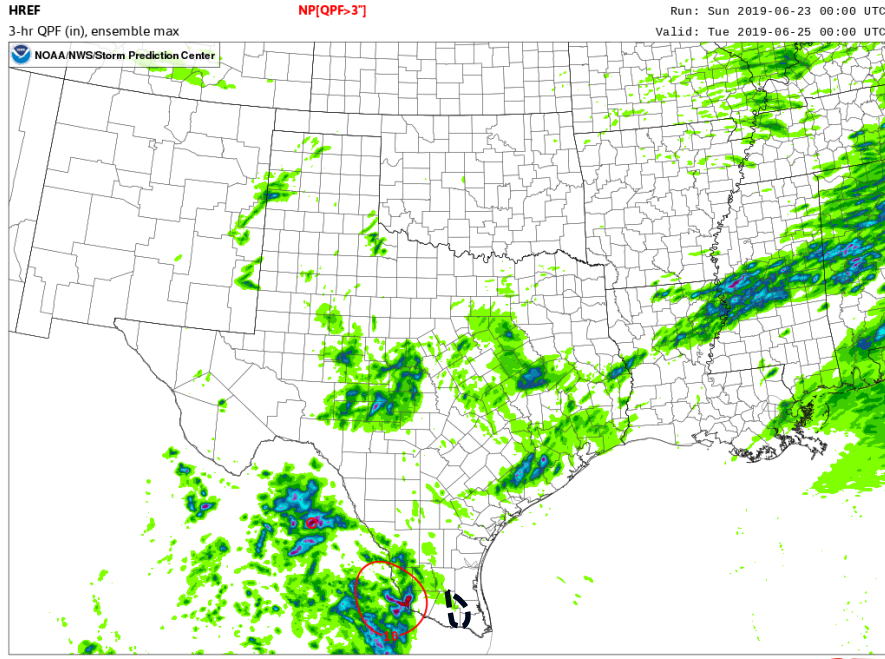 HREF NP[QPF>3"] Run: Sun 2019-06-23 00:00 UTC
3-hr QPF (in), ensemble max Valid: Tue 2019-06-25 00:00 UTC
NOAA/NWS/Storm Prediction Center
10